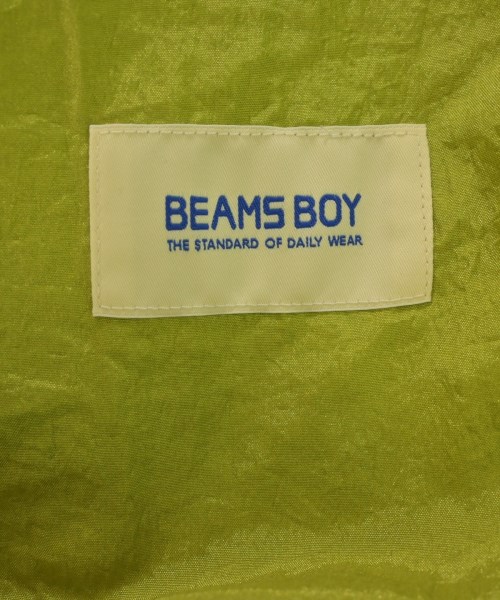 BEAMS BOY
THE STANDARD OF DAILY WEAR